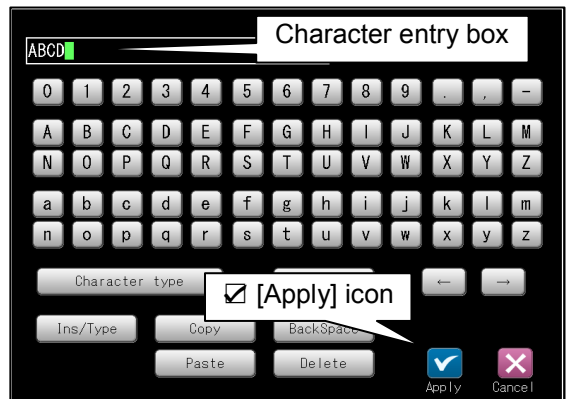 Character entry box
ABCD
0 1 2 3 4 5 6 7 8 9 . , -
A B C D E F G H I J K L M
N O P Q R S T U V W X Y Z
a b c d e f g h i j k l m
n o p q r s t u v w x y z
Character type
☑ [Apply] icon
← →
Ins/Type Copy BackSpace
Paste Delete
Apply Cancel